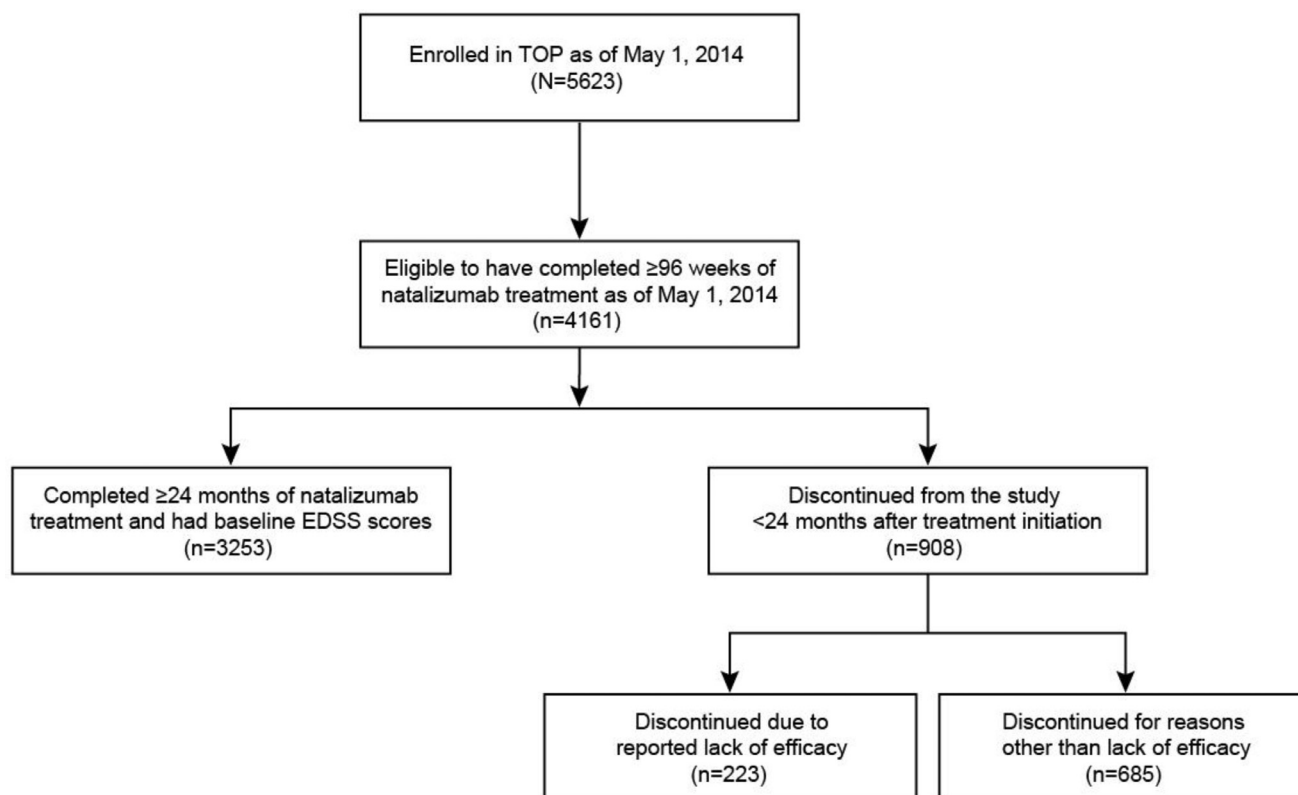 Enrolled in TOP as of May 1, 2014
(N=5623)
Eligible to have completed ≥96 weeks of
natalizumab treatment as of May 1, 2014
(n=4161)
Completed ≥24 months of natalizumab
treatment and had baseline EDSS scores
(n=3253)
Discontinued from the study
<24 months after treatment initiation
(n=908)
Discontinued due to
reported lack of efficacy
(n=223)
Discontinued for reasons
other than lack of efficacy
(n=685)